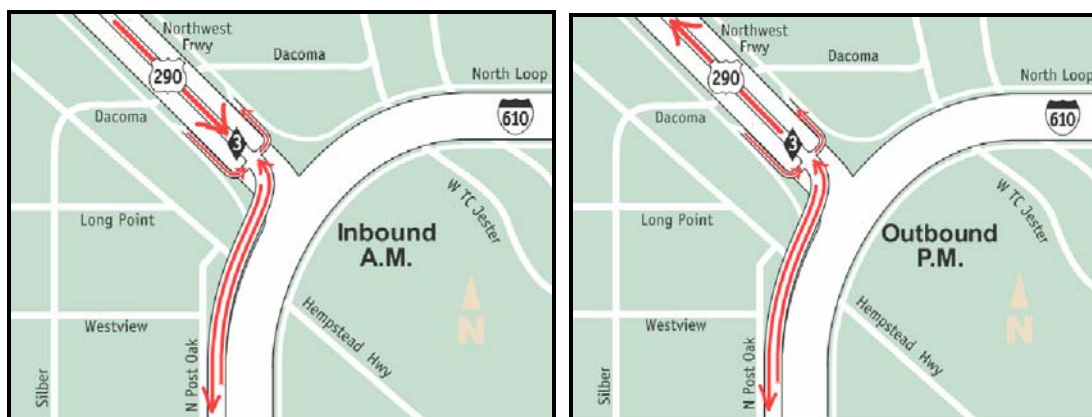 Northwest
Frwy
Dacoma
North Loop
290
610
Dacoma
3
W TC Jester
Long Point
Inbound
A.M.
Westview
Hempstead Hwy
N
Silber
N Post Oak
Northwest
Frwy
Dacoma
North Loop
290
610
Dacoma
3
W TC Jester
Long Point
Outbound
P.M.
Westview
Hempstead Hwy
N
Silber
N Post Oak